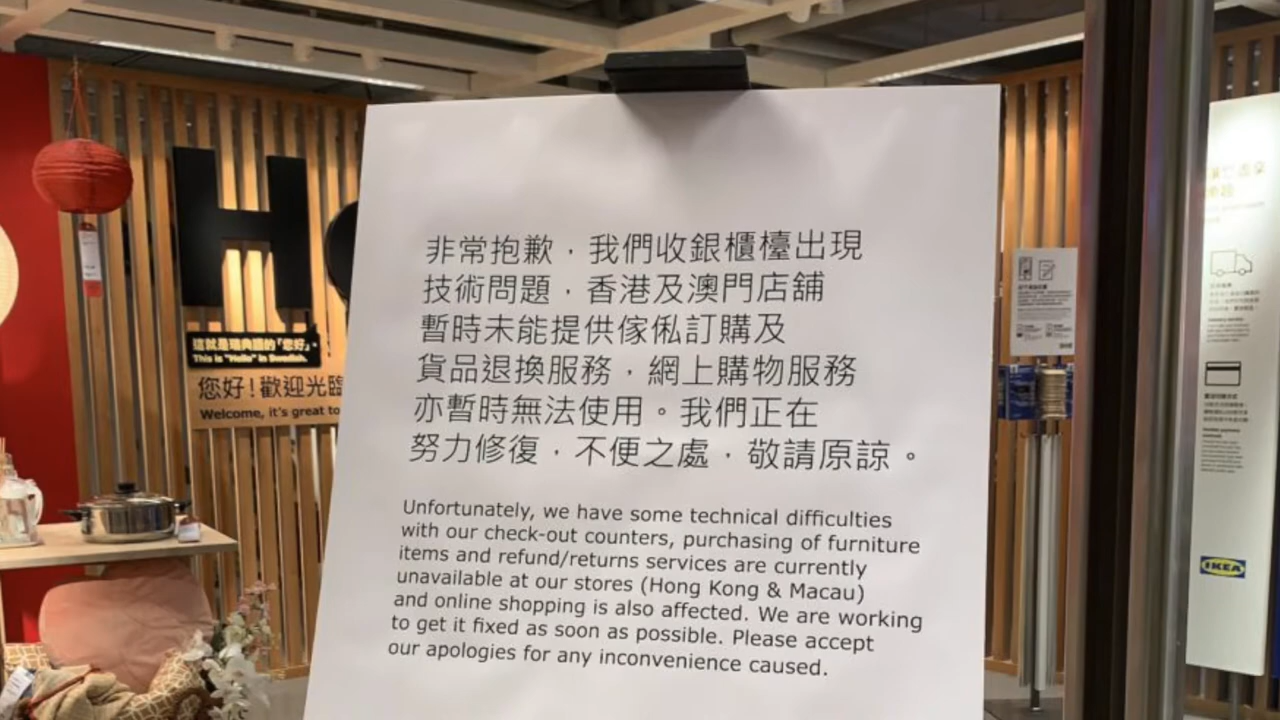 非常抱歉，我們收銀櫃檯出現
技術問題，香港及澳門店舖
暫時未能提供傢俬訂購及
貨品退換服務，網上購物服務
亦暫時無法使用。我們正在
努力修復，不便之處，敬請原諒。
Unfortunately, we have some technical difficulties
with our check-out counters, purchasing of furniture
items and refund/returns services are currently
unavailable at our stores (Hong Kong & Macau)
and online shopping is also affected. We are working
to get it fixed as soon as possible. Please accept
our apologies for any inconvenience caused.
H
這就是瑞典語的「您好」。
This is "Hello" in Swedish.
您好！歡迎光臨
Welcome, it's great to
IKEA